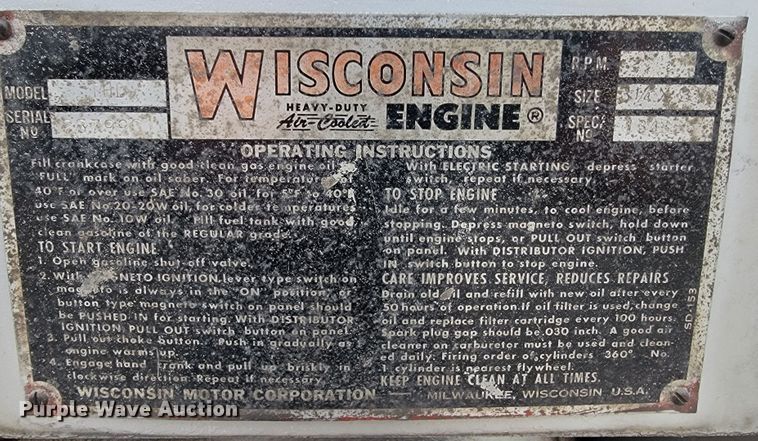 WISCONSIN
HEAVY-DUTY
Air-Cooled ENGINE ®
MODEL
SERIAL
NO
RPM
SIZE
SPEC.
NO
OPERATING INSTRUCTIONS
Fill crankcase with good clean gas engine oil
"FULL" mark on oil saber. For temperatures of
40°F or over use SAE No. 30 oil, for 5°F to 40°F
use SAE No. 20-20W oil, for colder temperatures
use SAE No. 10W oil. Fill fuel tank with good
clean gasoline of the REGULAR grade.
TO START ENGINE
1. Open gasoline shut-off valve.
2. With MAGNETO IGNITION, lever type switch on
magneto is always in the "ON" position or
button type magneto switch on panel should
be PUSHED IN for starting. With DISTRIBUTOR
IGNITION, PULL OUT switch button on panel.
3. Pull out choke button. Push in gradually as
engine warms up.
4. Engage hand crank and pull up briskly in
clockwise direction. Repeat if necessary.
With ELECTRIC STARTING, depress starter
switch, repeat if necessary.
TO STOP ENGINE
Idle for a few minutes, to cool engine, before
stopping. Depress magneto switch, hold down
until engine stops, or PULL OUT switch button
on panel. With DISTRIBUTOR IGNITION, PUSH
IN switch button to stop engine.
CARE IMPROVES SERVICE, REDUCES REPAIRS
Drain old oil and refill with new oil after every
50 hours of operation. If oil filter is used, change
oil and replace filter cartridge every 100 hours.
Spark plug gap should be .030 inch. A good air
cleaner on carburetor must be used and clean-
ed daily. Firing order of cylinders 360°. No.
1 cylinder is nearest flywheel.
KEEP ENGINE CLEAN AT ALL TIMES.
SD-153
WISCONSIN MOTOR CORPORATION — MILWAUKEE, WISCONSIN U.S.A.
Purple Wave Auction